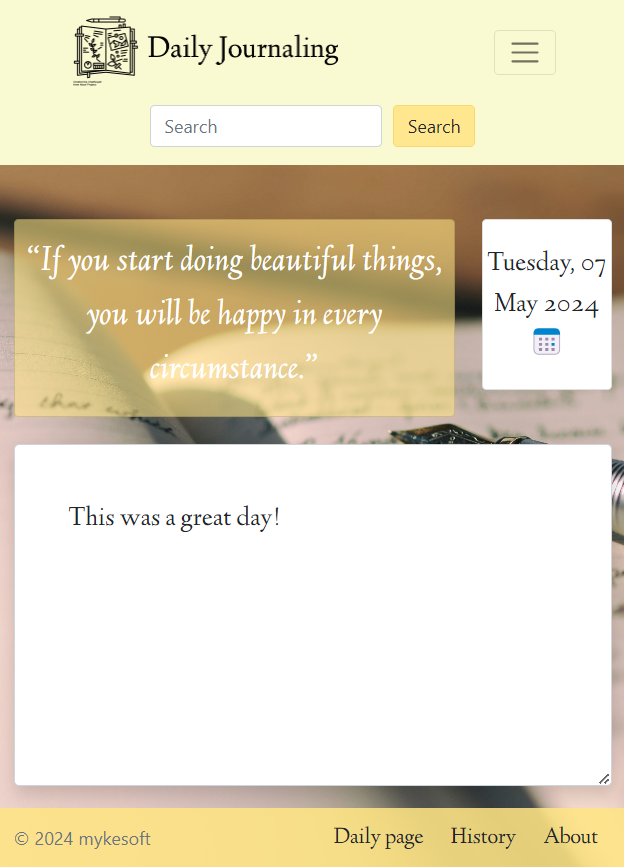 Daily Journaling
Search
Search
“If you start doing beautiful things,
you will be happy in every
circumstance.”
Tuesday, 07
May 2024
This was a great day!
© 2024 mykesoft
Daily page
History
About